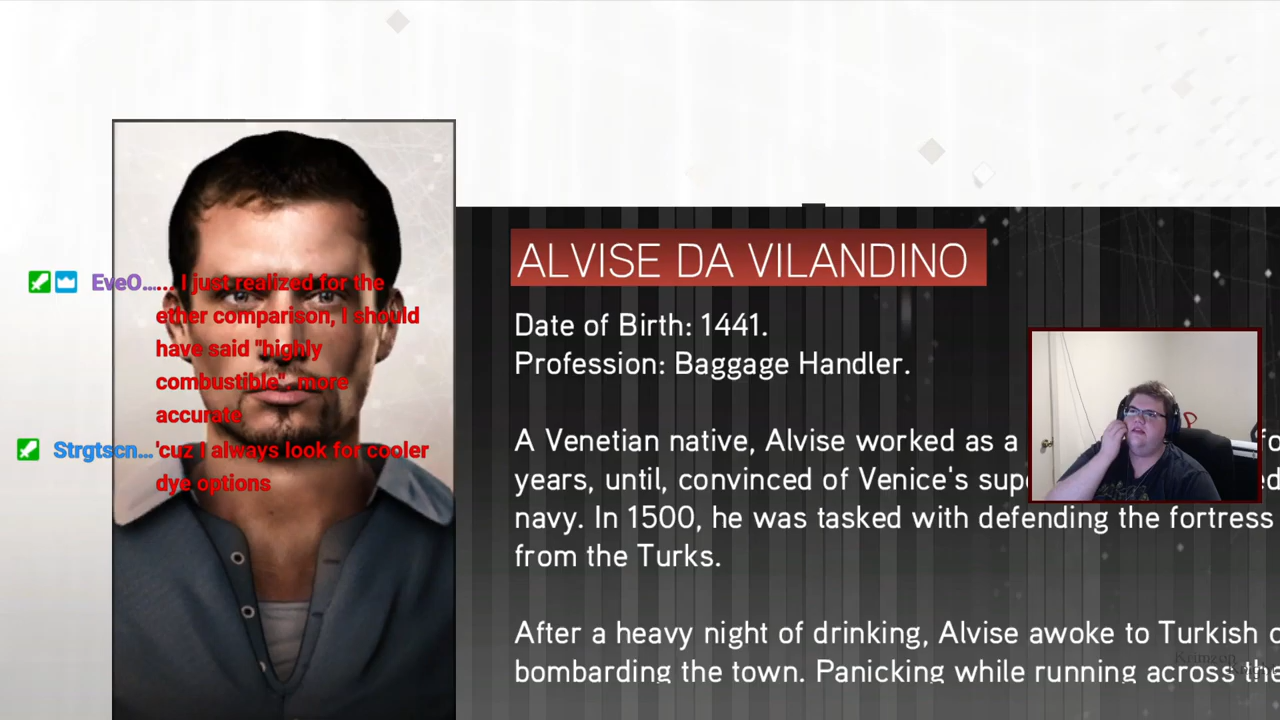 ALVISE DA VILANDINO
Date of Birth: 1441.
Profession: Baggage Handler.
A Venetian native, Alvise worked as a
years, until, convinced of Venice's
navy. In 1500, he was tasked with defending the fortress
from the Turks.
After a heavy night of drinking, Alvise awoke to Turkish
bombarding the town. Panicking while running across the
EveO...... I just realized for the
ether comparison, I should
have said "highly
combustible", more
accurate
Strgtscn... 'cuz I always look for cooler
dye options
Krimzon